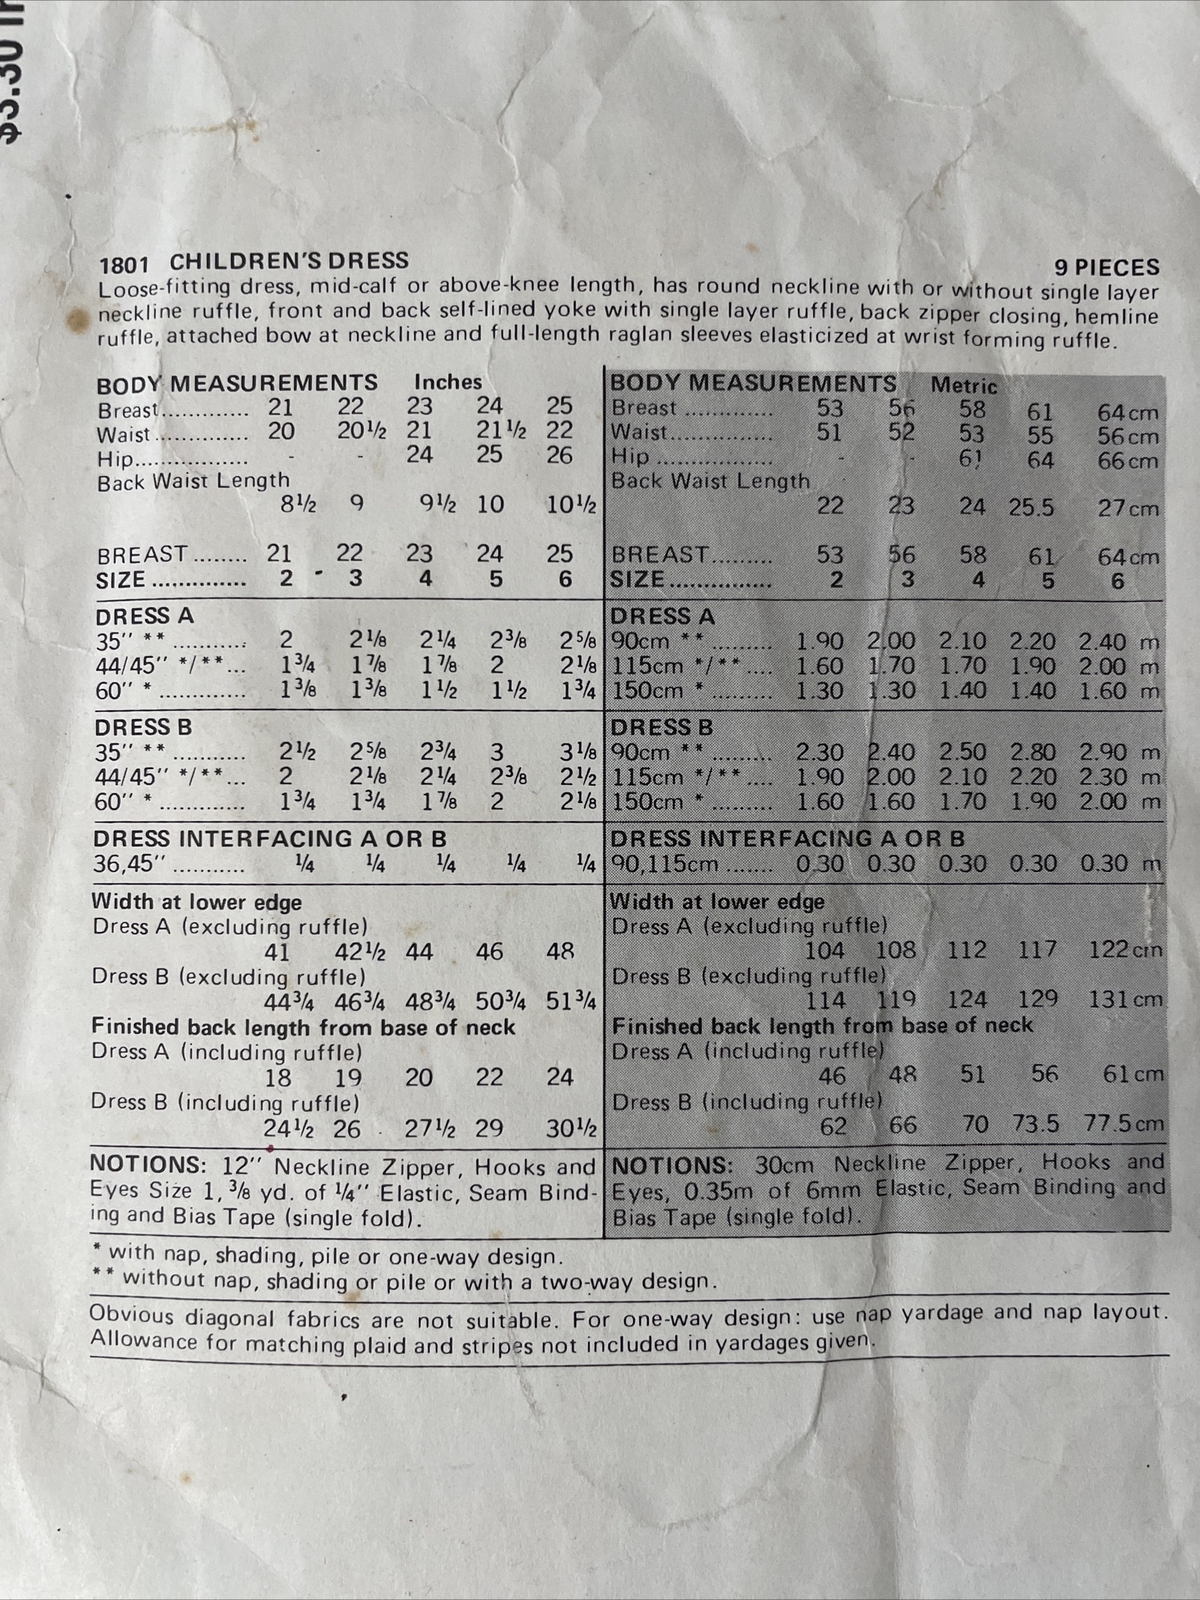 $3.30 I
1801 CHILDREN'S DRESS 9 PIECES
Loose-fitting dress, mid-calf or above-knee length, has round neckline with or without single layer
neckline ruffle, front and back self-lined yoke with single layer ruffle, back zipper closing, hemline
ruffle, attached bow at neckline and full-length raglan sleeves elasticized at wrist forming ruffle.
BODY MEASUREMENTS Inches
Breast............. 21 22 23 24 25
Waist.............. 20 20½ 21 21½ 22
Hip................. - - 24 25 26
Back Waist Length
8½ 9 9½ 10 10½
BREAST ........ 21 22 23 24 25
SIZE .............. 2 - 3 4 5 6
DRESS A
35'' ** ........... 2 2⅛ 2¼ 2⅜ 2⅝
44/45'' */**... 1¾ 1⅞ 1⅞ 2 2⅛
60'' * ............. 1⅜ 1⅜ 1½ 1½ 1¾
DRESS B
35'' ** ........... 2½ 2⅝ 2¾ 3 3⅛
44/45'' */**... 2 2⅛ 2¼ 2⅜ 2½
60'' * ............. 1¾ 1¾ 1⅞ 2 2⅛
DRESS INTERFACING A OR B
36,45'' ........... ¼ ¼ ¼ ¼ ¼
Width at lower edge
Dress A (excluding ruffle)
41 42½ 44 46 48
Dress B (excluding ruffle)
44¾ 46¾ 48¾ 50¾ 51¾
Finished back length from base of neck
Dress A (including ruffle)
18 19 20 22 24
Dress B (including ruffle)
24½ 26 27½ 29 30½
NOTIONS: 12'' Neckline Zipper, Hooks and
Eyes Size 1, ⅜ yd. of ¼'' Elastic, Seam Bind-
ing and Bias Tape (single fold).
BODY MEASUREMENTS Metric
Breast ............. 53 56 58 61 64cm
Waist............... 51 52 53 55 56cm
Hip ................. - - 61 64 66cm
Back Waist Length
22 23 24 25.5 27cm
BREAST......... 53 56 58 61 64cm
SIZE............... 2 3 4 5 6
DRESS A
90cm ** ......... 1.90 2.00 2.10 2.20 2.40 m
115cm */** .... 1.60 1.70 1.70 1.90 2.00 m
150cm * ......... 1.30 1.30 1.40 1.40 1.60 m
DRESS B
90cm ** ......... 2.30 2.40 2.50 2.80 2.90 m
115cm */** .... 1.90 2.00 2.10 2.20 2.30 m
150cm * ......... 1.60 1.60 1.70 1.90 2.00 m
DRESS INTERFACING A OR B
90,115cm ....... 0.30 0.30 0.30 0.30 0.30 m
Width at lower edge
Dress A (excluding ruffle)
104 108 112 117 122cm
Dress B (excluding ruffle)
114 119 124 129 131cm
Finished back length from base of neck
Dress A (including ruffle)
46 48 51 56 61cm
Dress B (including ruffle)
62 66 70 73.5 77.5cm
NOTIONS: 30cm Neckline Zipper, Hooks and
Eyes, 0.35m of 6mm Elastic, Seam Binding and
Bias Tape (single fold).
* with nap, shading, pile or one-way design.
** without nap, shading or pile or with a two-way design.
Obvious diagonal fabrics are not suitable. For one-way design: use nap yardage and nap layout.
Allowance for matching plaid and stripes not included in yardages given.